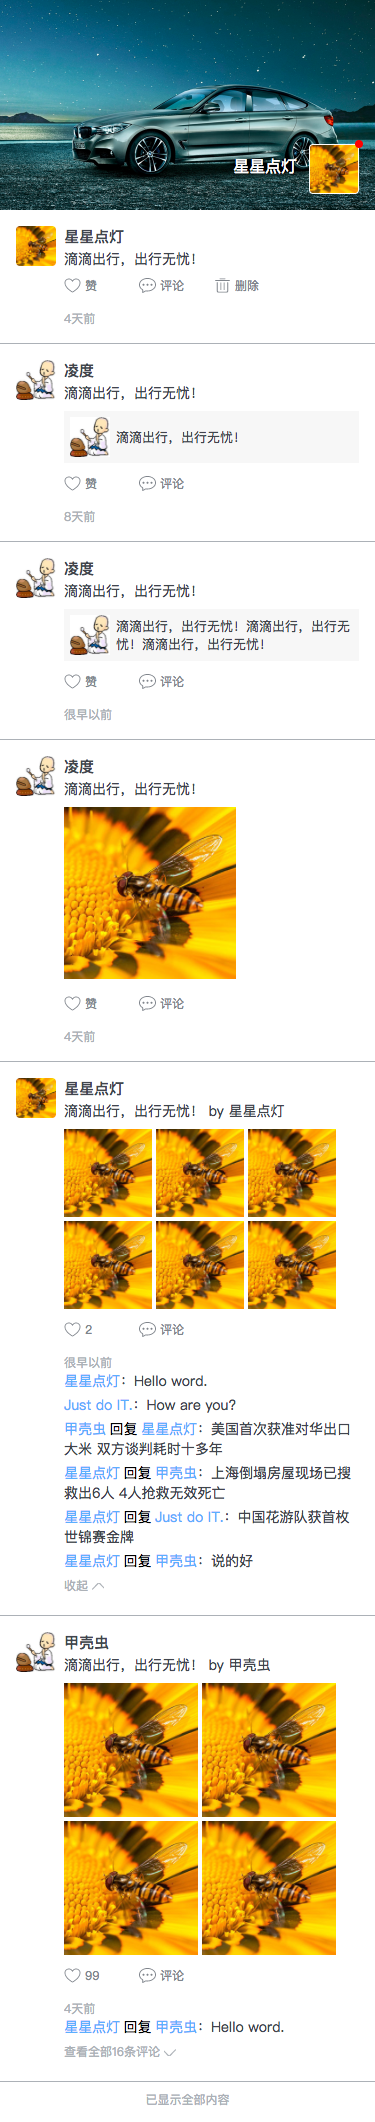 星星点灯
星星点灯
滴滴出行，出行无忧！
赞 评论 删除
4天前
凌度
滴滴出行，出行无忧！
滴滴出行，出行无忧！
赞 评论
8天前
凌度
滴滴出行，出行无忧！
滴滴出行，出行无忧！滴滴出行，出行无
忧！滴滴出行，出行无忧！
赞 评论
很早以前
凌度
滴滴出行，出行无忧！
赞 评论
4天前
星星点灯
滴滴出行，出行无忧！ by 星星点灯
2 评论
很早以前
星星点灯：Hello word.
Just do IT.：How are you?
甲壳虫 回复 星星点灯：美国首次获准对华出口
大米 双方谈判耗时十多年
星星点灯 回复 甲壳虫：上海倒塌房屋现场已搜
救出6人 4人抢救无效死亡
星星点灯 回复 Just do IT.：中国花游队获首枚
世锦赛金牌
星星点灯 回复 甲壳虫：说的好
收起
甲壳虫
滴滴出行，出行无忧！ by 甲壳虫
99 评论
4天前
星星点灯 回复 甲壳虫：Hello word.
查看全部16条评论
已显示全部内容